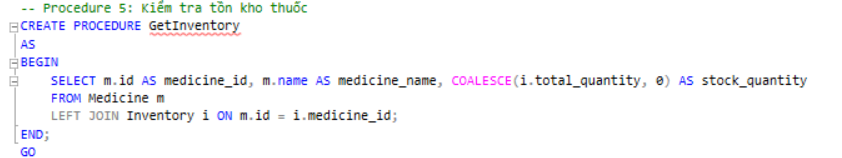 -- Procedure 5: Kiểm tra tồn kho thuốc
CREATE PROCEDURE GetInventory
AS
BEGIN
    SELECT m.id AS medicine_id, m.name AS medicine_name, COALESCE(i.total_quantity, 0) AS stock_quantity
    FROM Medicine m
    LEFT JOIN Inventory i ON m.id = i.medicine_id;
END;
GO